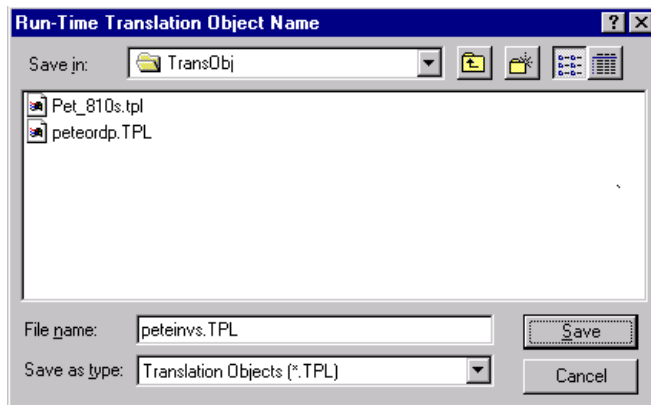 Run-Time Translation Object Name
Save in: TransObj
Pet_810s.tpl
peteordp.TPL
File name: peteinvs.TPL Save
Save as type: Translation Objects (*.TPL) Cancel